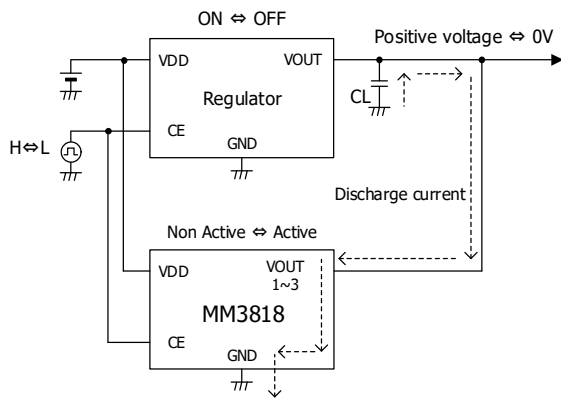 ON ⇔ OFF
Positive voltage ⇔ 0V
VDD
VOUT
Regulator
CL
CE
H⇔L
GND
Discharge current
Non Active ⇔ Active
VDD
VOUT
1~3
MM3818
CE
GND